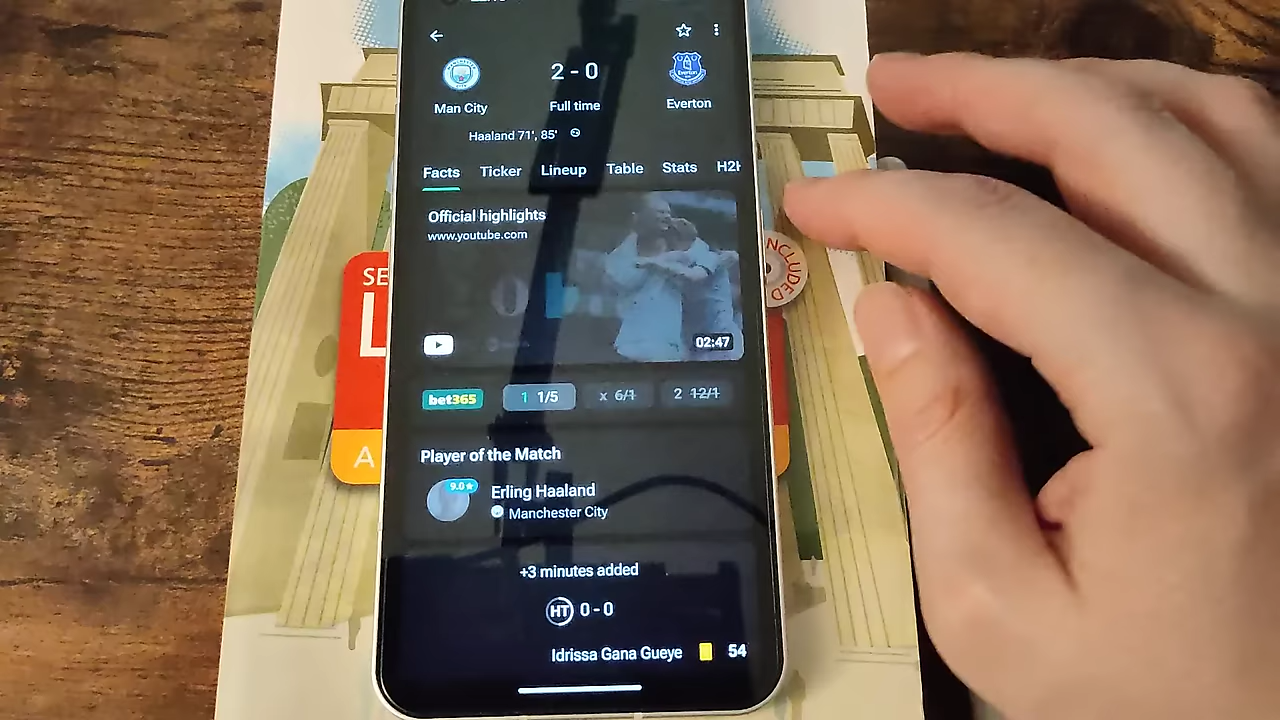 2 - 0
Man City
Full time
Everton
Haaland 71', 85'
Facts Ticker Lineup Table Stats
Official highlights
www.youtube.com
02:47
bet365 1 1/5 x 6/1 2 12/1
Player of the Match
9.0
Erling Haaland
Manchester City
+3 minutes added
HT 0 - 0
Idrissa Gana Gueye 54
SE
L
A
INCLUDED